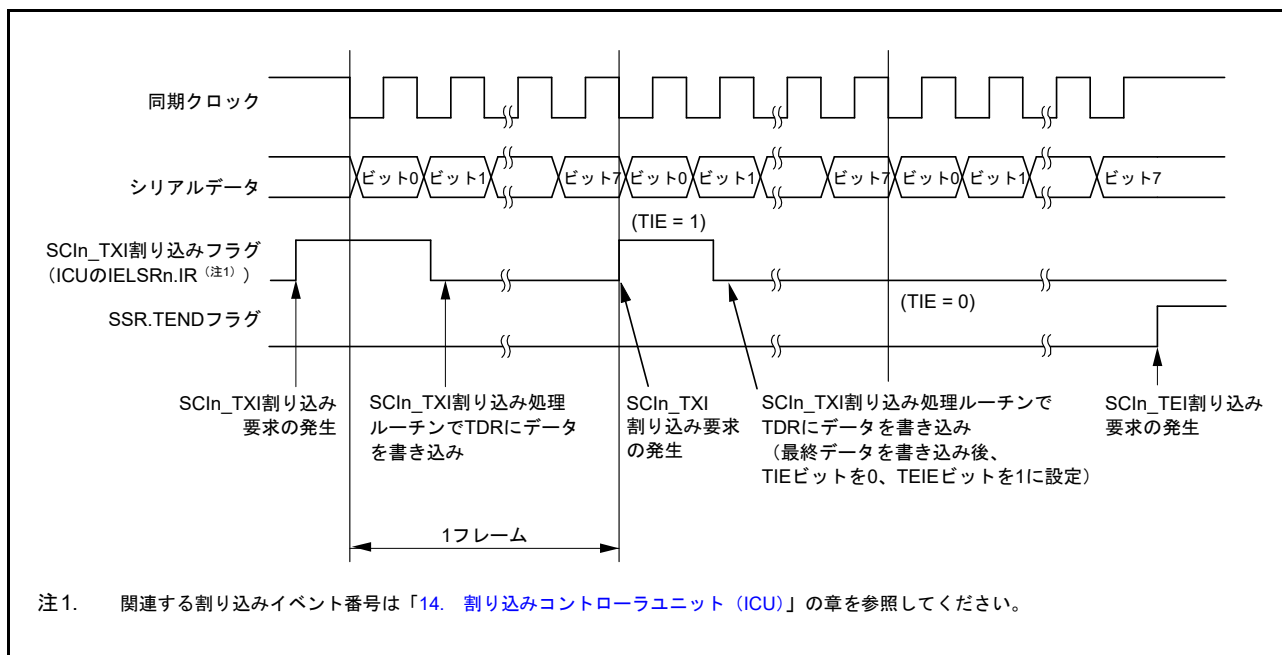 同期クロック
シリアルデータ
ビット0 ビット1 ビット7 ビット0 ビット1 ビット7 ビット0 ビット1 ビット7
(TIE = 1)
SCIn_TXI割り込みフラグ
（ICUのIELSRn.IR（注1））
(TIE = 0)
SSR.TENDフラグ
SCIn_TXI割り込み
要求の発生
SCIn_TXI割り込み処理
ルーチンでTDRにデータ
を書き込み
SCIn_TXI
割り込み要求
の発生
SCIn_TXI割り込み処理ルーチンで
TDRにデータを書き込み
（最終データを書き込み後、
TIEビットを0、TEIEビットを1に設定）
SCIn_TEI割り込み
要求の発生
1フレーム
注1. 関連する割り込みイベント番号は「14. 割り込みコントローラユニット（ICU）」の章を参照してください。